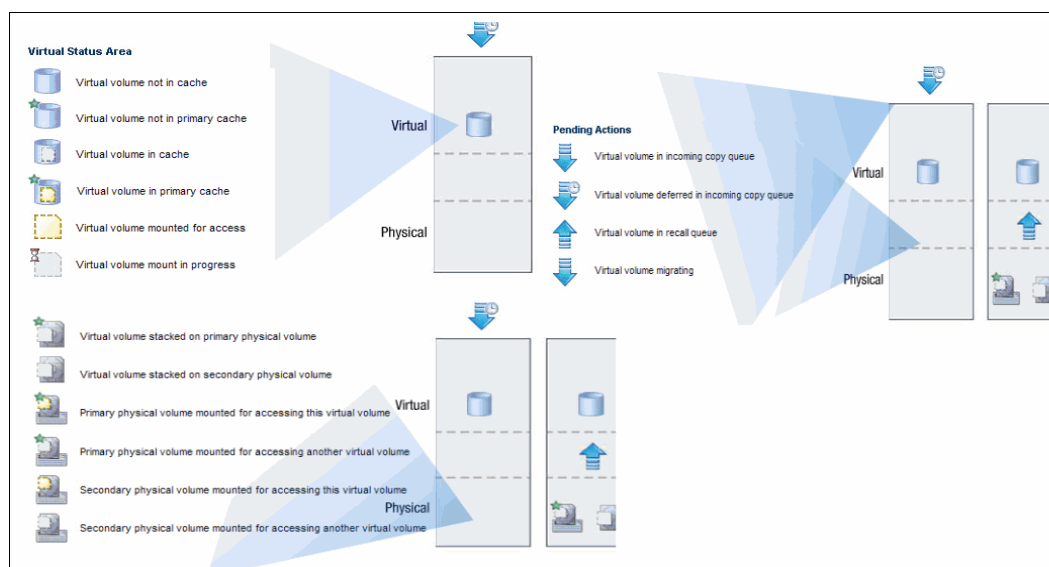 Virtual Status Area
Virtual volume not in cache
Virtual volume not in primary cache
Virtual volume in cache
Virtual volume in primary cache
Virtual volume mounted for access
Virtual volume mount in progress
Virtual
Physical
Pending Actions
Virtual volume in incoming copy queue
Virtual volume deferred in incoming copy queue
Virtual volume in recall queue
Virtual volume migrating
Virtual
Physical
Virtual volume stacked on primary physical volume
Virtual volume stacked on secondary physical volume
Primary physical volume mounted for accessing this virtual volume
Primary physical volume mounted for accessing another virtual volume
Secondary physical volume mounted for accessing this virtual volume
Secondary physical volume mounted for accessing another virtual volume
Virtual
Physical